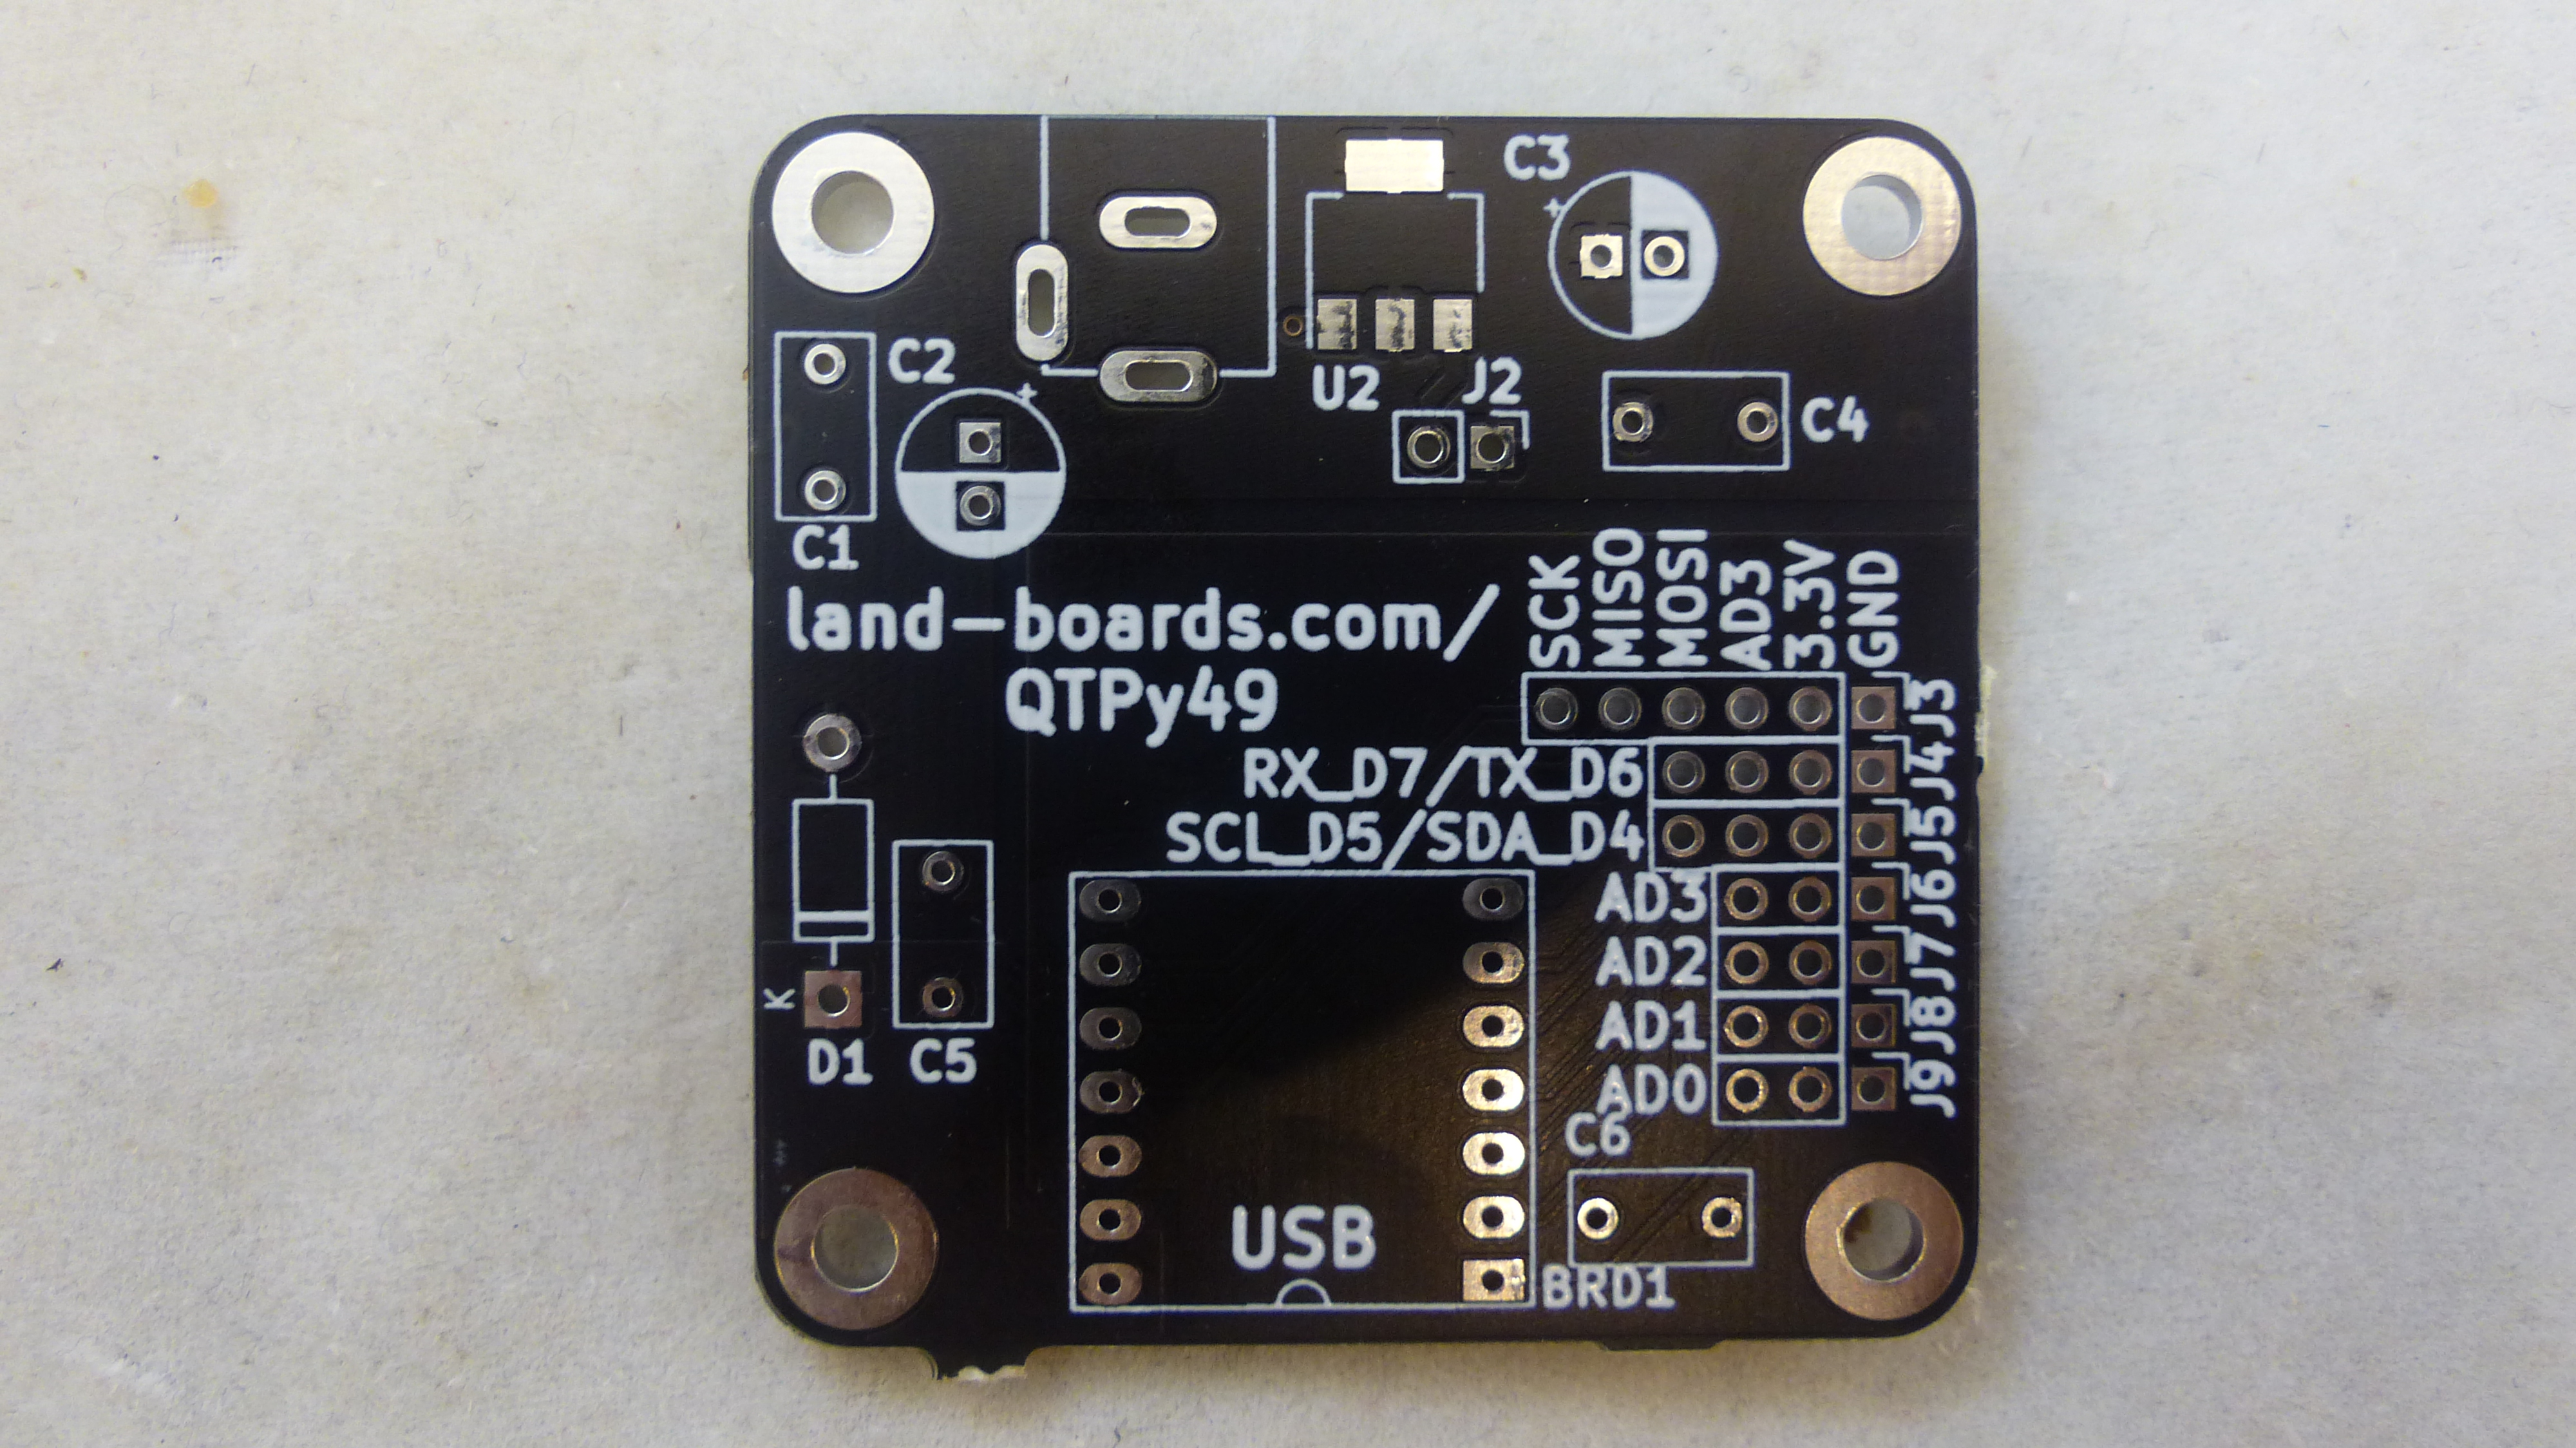 C3
+
C2
+
U2
J2
C4
C1
SCK
MISO
MOSI
AD3
3.3V
GND
land-boards.com/
QTPy49
J3
RX_D7/TX_D6
J4
SCL_D5/SDA_D4
J5
AD3
J6
AD2
J7
K
AD1
J8
D1
C5
AD0
J9
C6
USB
BRD1